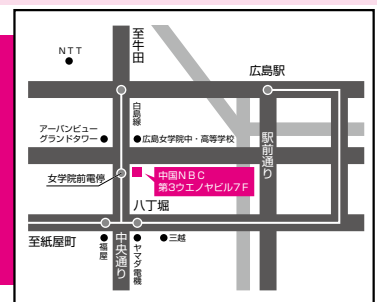 至牛田
NTT
広島駅
白島線
アーバンビュー
グランドタワー
広島女学院中・高等学校
駅前通り
女学院前電停
中国NBC
第3ウエノヤビル7F
八丁堀
至紙屋町
福屋
中央通り
ヤマダ電機
三越